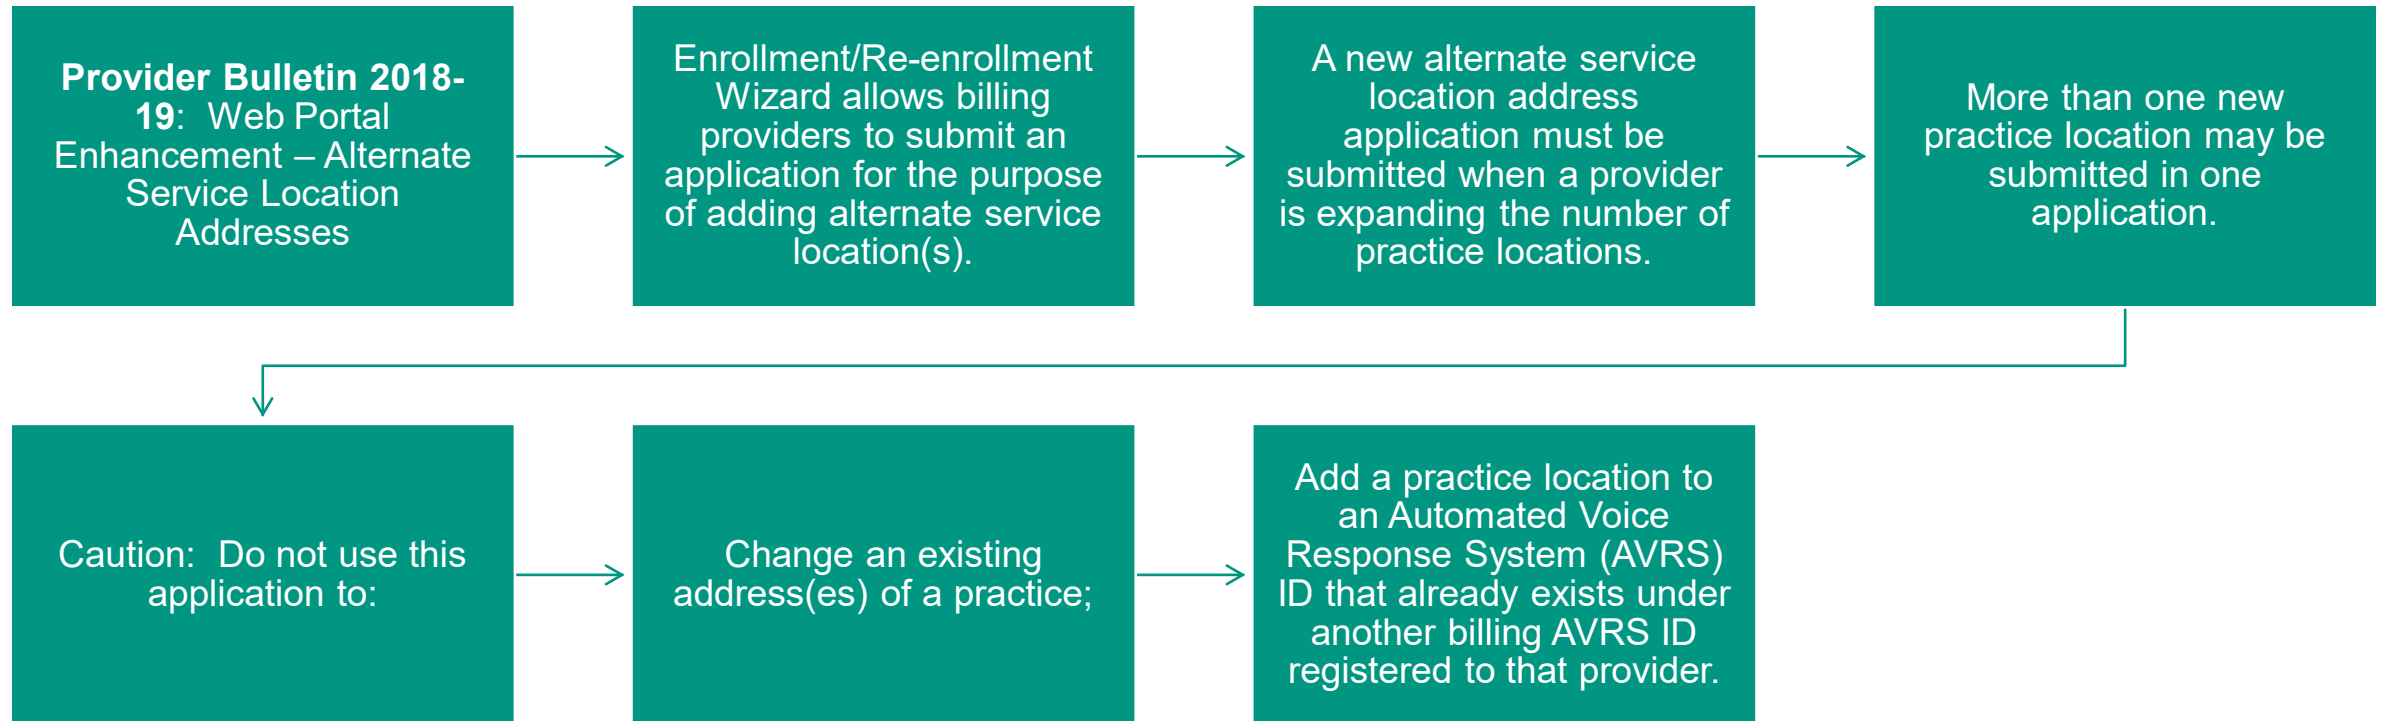 Provider Bulletin 2018-
19:  Web Portal
Enhancement – Alternate
Service Location
Addresses
Enrollment/Re-enrollment
Wizard allows billing
providers to submit an
application for the purpose
of adding alternate service
location(s).
A new alternate service
location address
application must be
submitted when a provider
is expanding the number of
practice locations.
More than one new
practice location may be
submitted in one
application.
Caution:  Do not use this
application to:
Change an existing
address(es) of a practice;
Add a practice location to
an Automated Voice
Response System (AVRS)
ID that already exists under
another billing AVRS ID
registered to that provider.